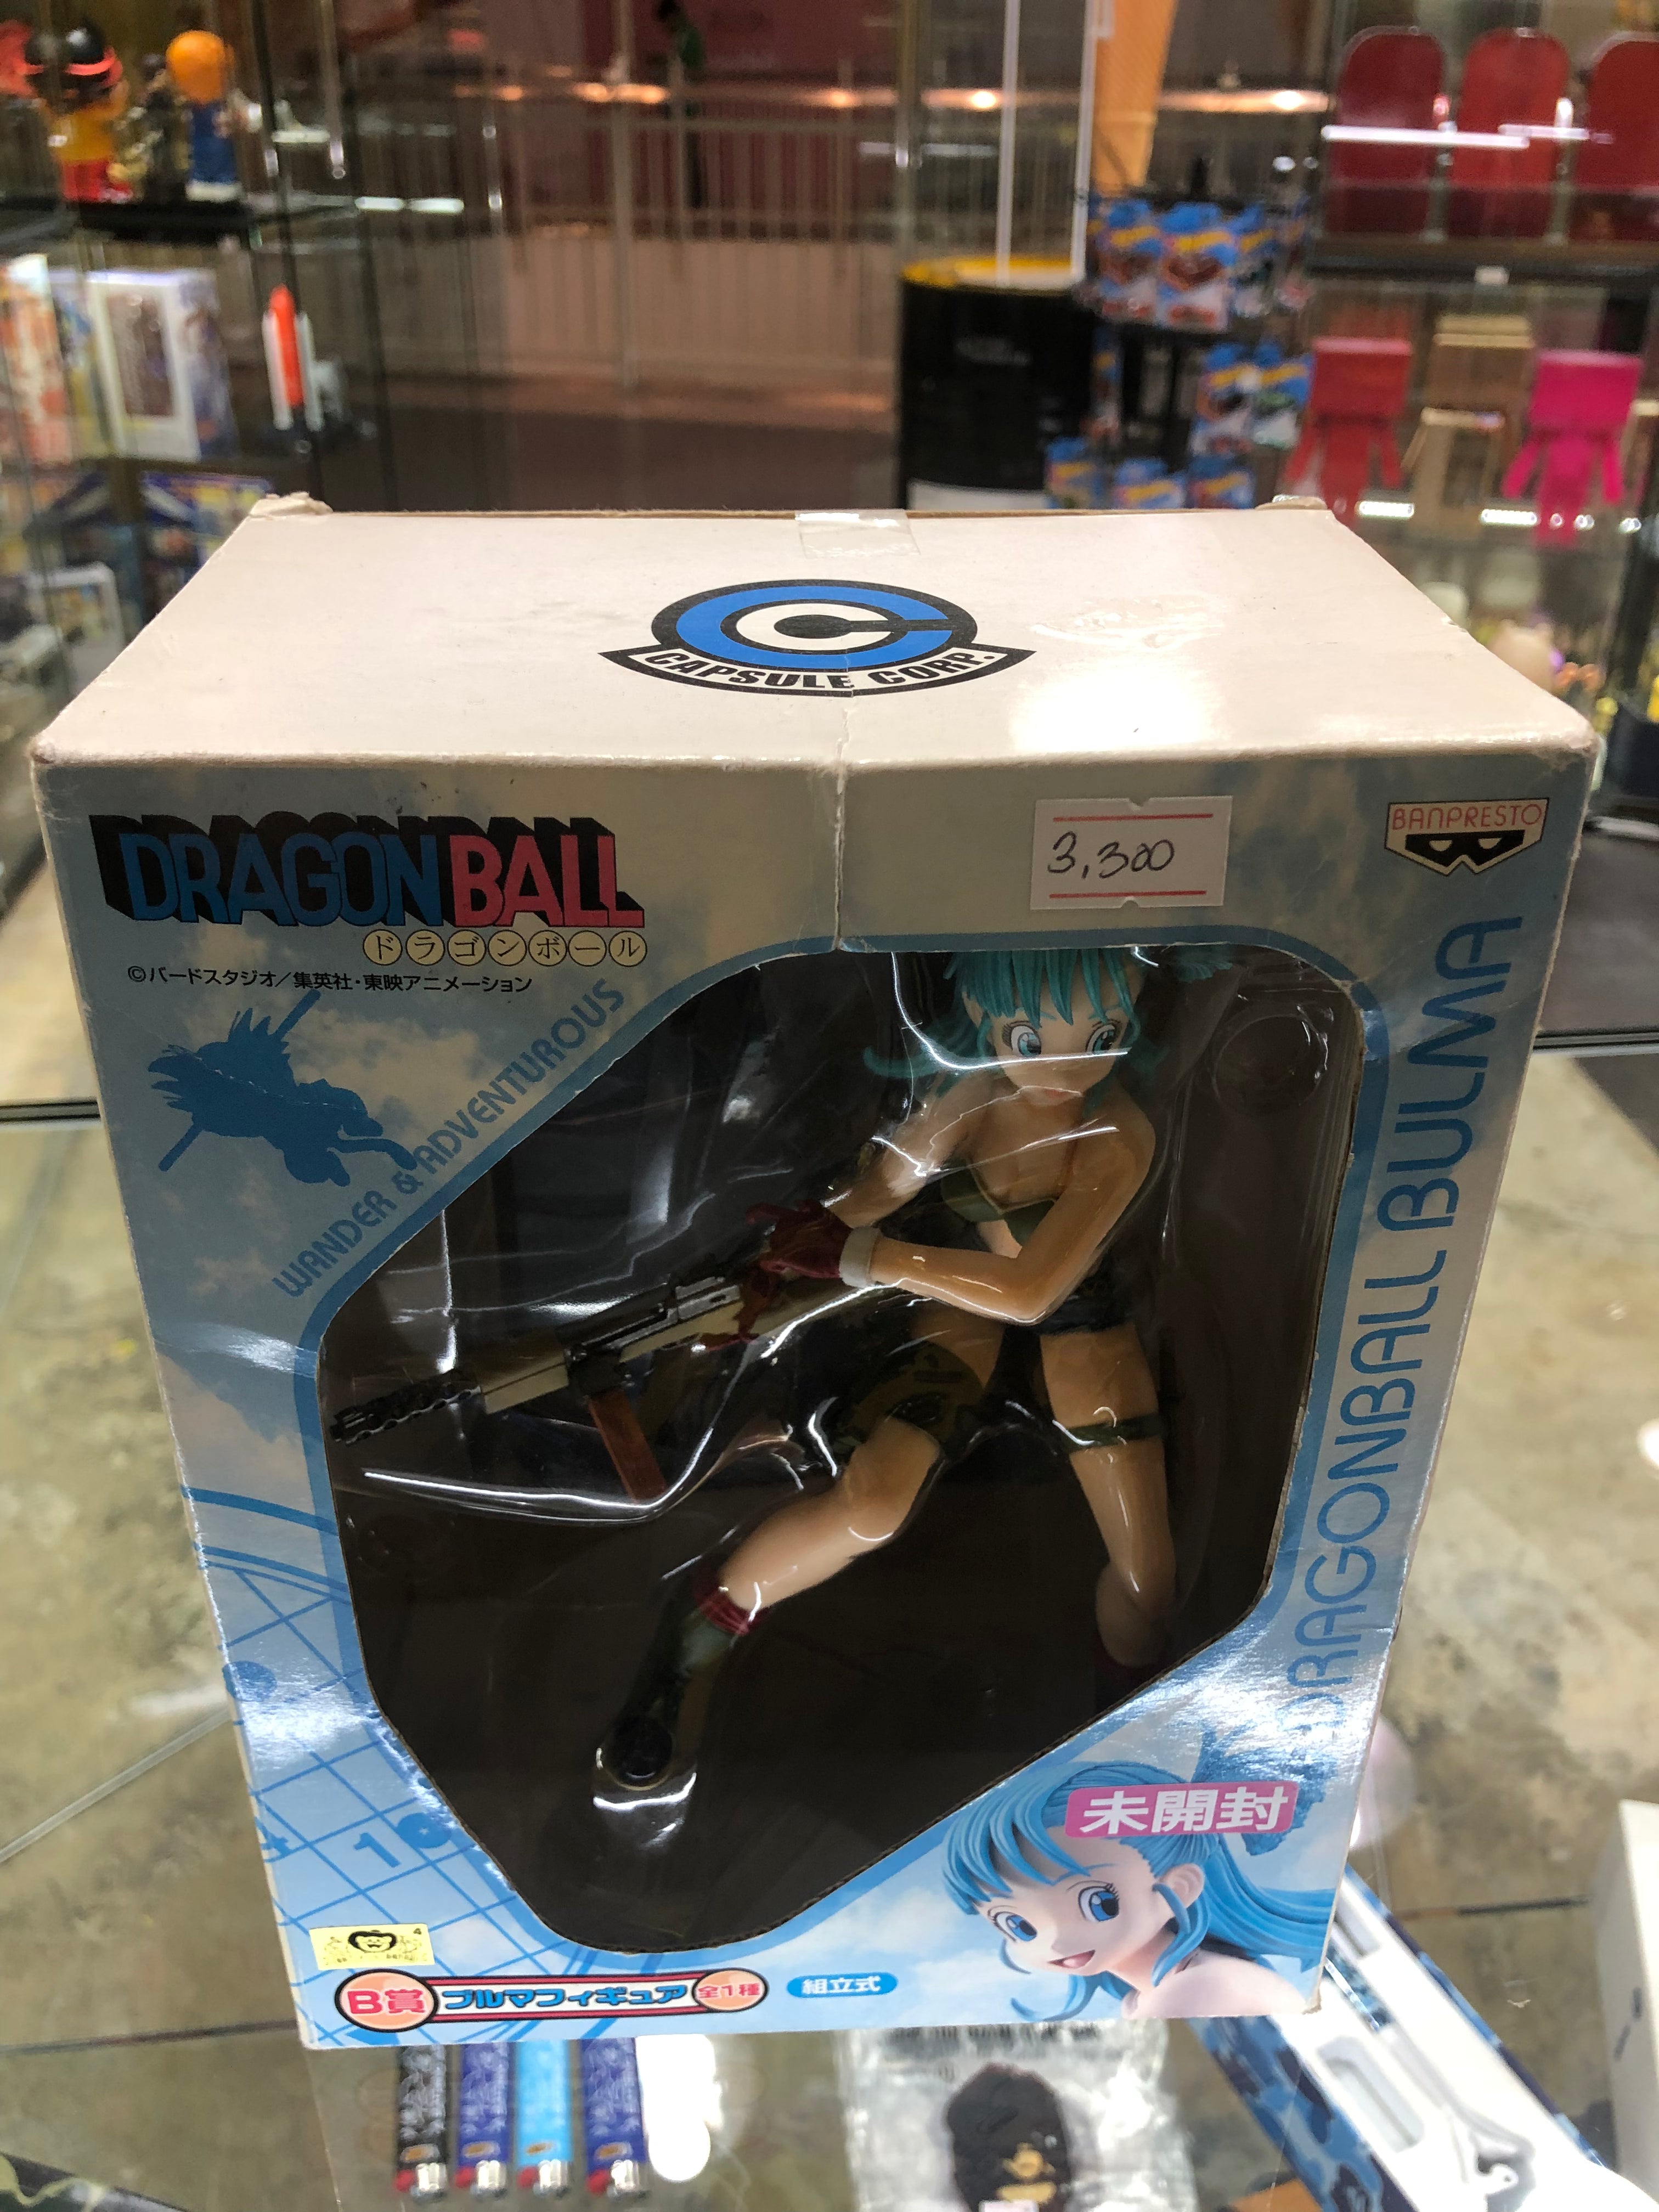 CAPSULE CORP.
DRAGONBALL
ドラゴンボール
©バードスタジオ/集英社・東映アニメーション
3,300
BANPRESTO
WANDER & ADVENTUROUS
DRAGONBALL BULMA
未開封
B賞 ブルマフィギュア 全1種
組立式
1
4